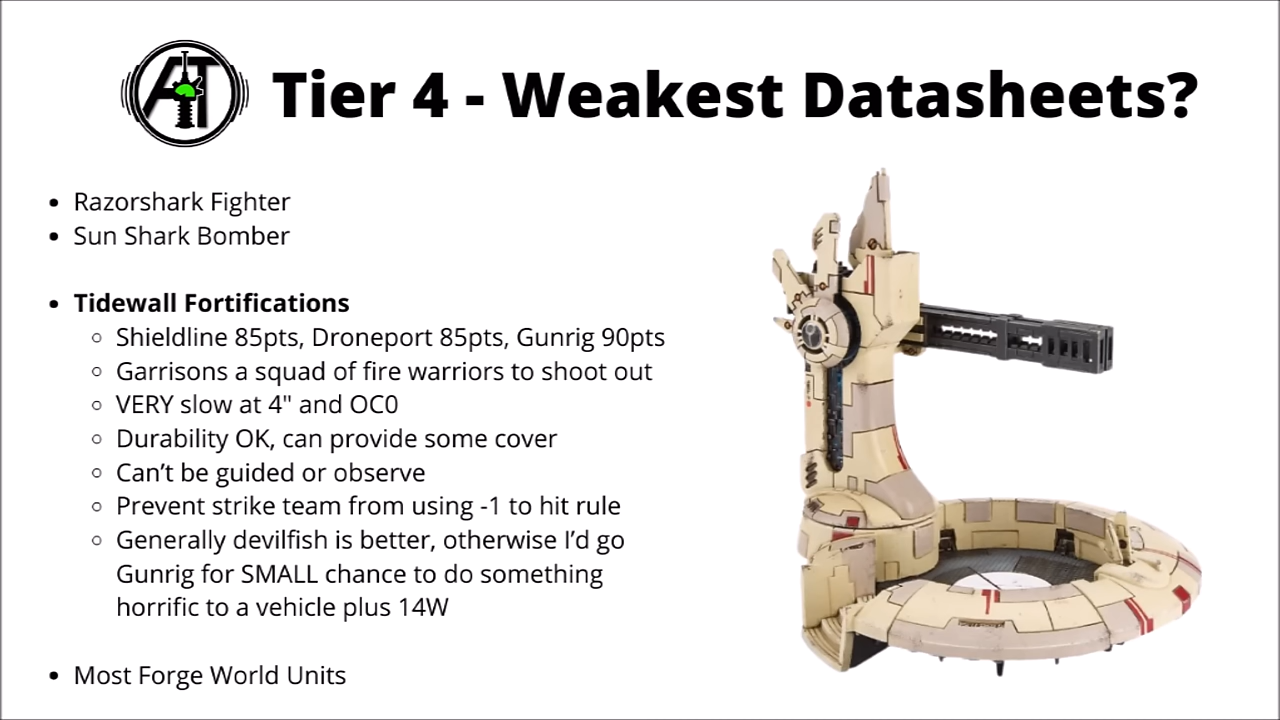 AT
Tier 4 - Weakest Datasheets?
• Razorshark Fighter
• Sun Shark Bomber
• Tidewall Fortifications
○ Shieldline 85pts, Droneport 85pts, Gunrig 90pts
○ Garrisons a squad of fire warriors to shoot out
○ VERY slow at 4" and OC0
○ Durability OK, can provide some cover
○ Can’t be guided or observe
○ Prevent strike team from using -1 to hit rule
○ Generally devilfish is better, otherwise I’d go
Gunrig for SMALL chance to do something
horrific to a vehicle plus 14W
• Most Forge World Units